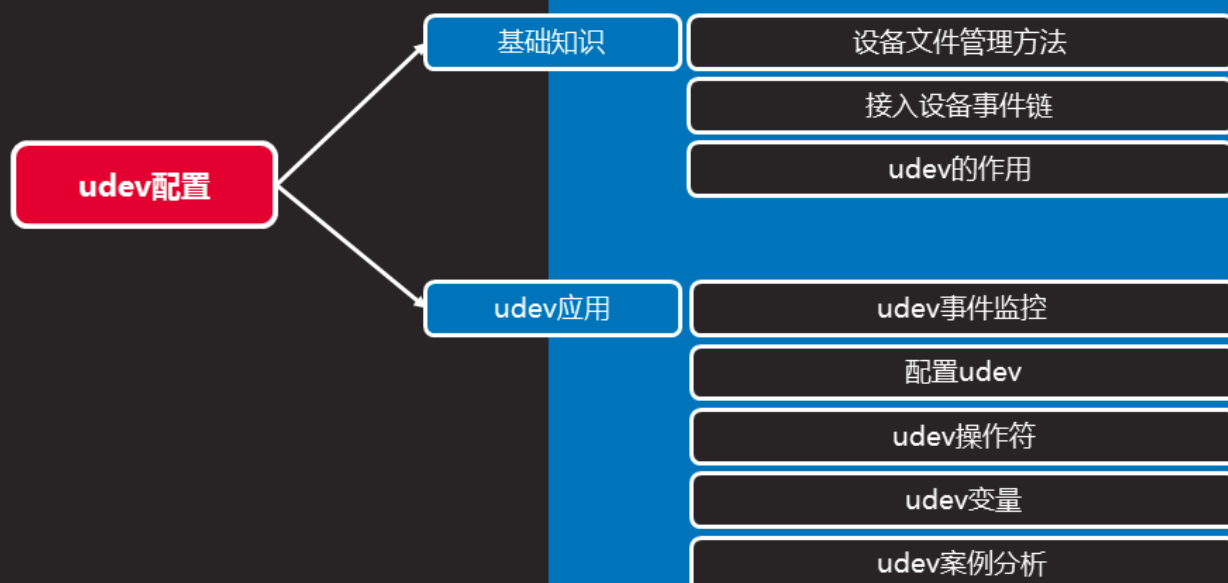 udev配置
基础知识
设备文件管理方法
接入设备事件链
udev的作用
udev应用
udev事件监控
配置udev
udev操作符
udev变量
udev案例分析